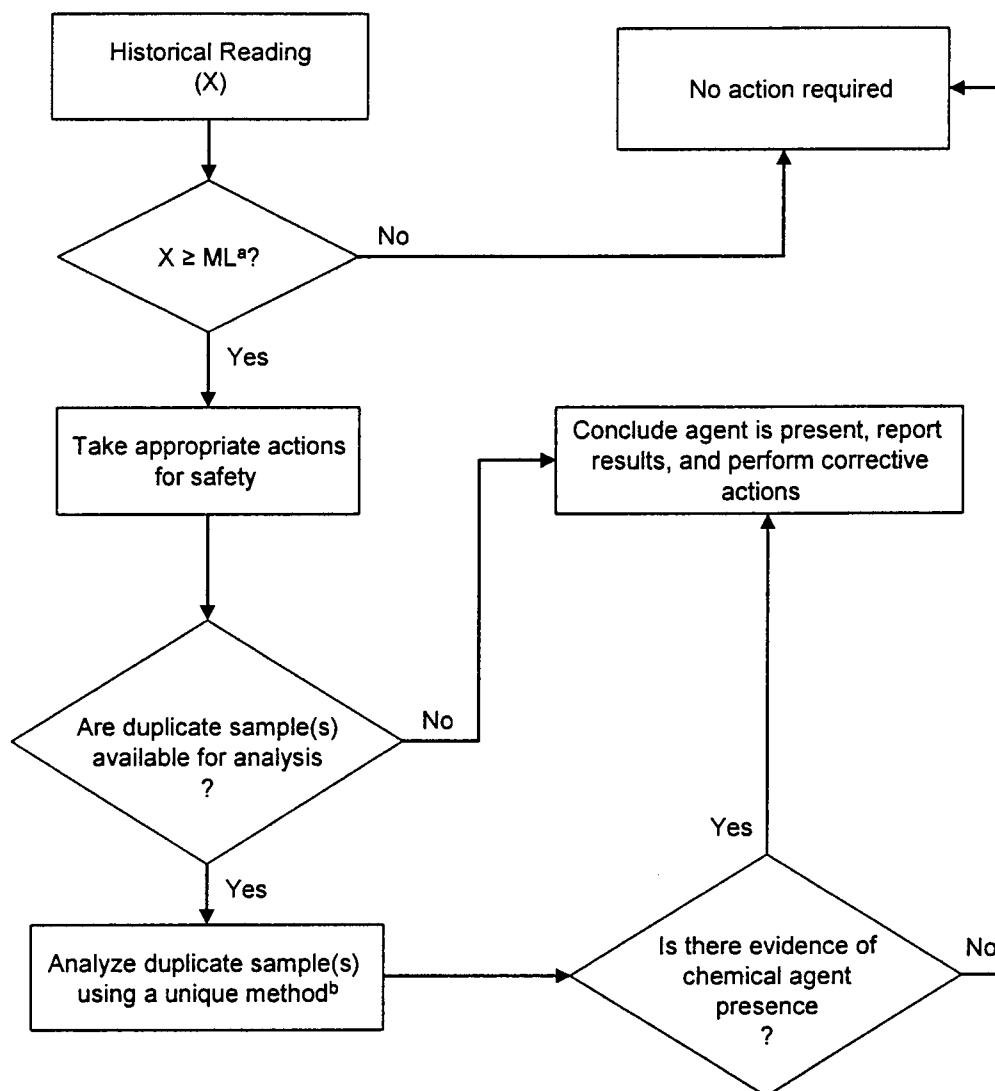 Historical Reading
(X)
No action required
X ≥ MLᵃ?
No
Yes
Take appropriate actions
for safety
Conclude agent is present, report
results, and perform corrective
actions
Are duplicate sample(s)
available for analysis
?
No
Yes
Yes
Analyze duplicate sample(s)
using a unique methodᵇ
Is there evidence of
chemical agent
presence
?
No